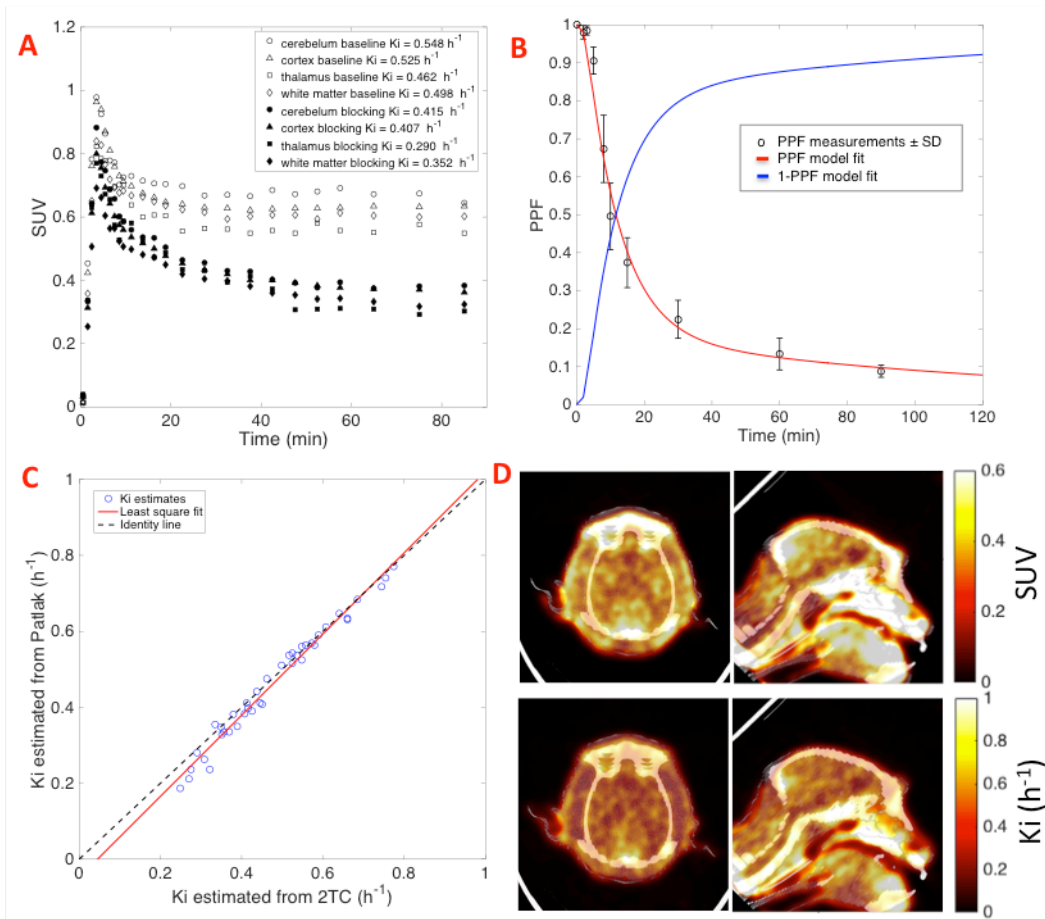 A
SUV
1.2
1
0.8
0.6
0.4
0.2
0
cerebelum baseline Ki = 0.548 h-1
cortex baseline Ki = 0.525 h-1
thalamus baseline Ki = 0.462 h-1
white matter baseline Ki = 0.498 h-1
cerebelum blocking Ki = 0.415 h-1
cortex blocking Ki = 0.407 h-1
thalamus blocking Ki = 0.290 h-1
white matter blocking Ki = 0.352 h-1
0 20 40 60 80
Time (min)
B
PPF
1
0.9
0.8
0.7
0.6
0.5
0.4
0.3
0.2
0.1
0
PPF measurements ± SD
PPF model fit
1-PPF model fit
0 20 40 60 80 100 120
Time (min)
C
Ki estimated from Patlak (h-1)
1
0.8
0.6
0.4
0.2
0
Ki estimates
Least square fit
Identity line
0 0.2 0.4 0.6 0.8 1
Ki estimated from 2TC (h-1)
D
0.6
0.4
0.2
0
SUV
1
0.8
0.6
0.4
0.2
0
Ki (h-1)